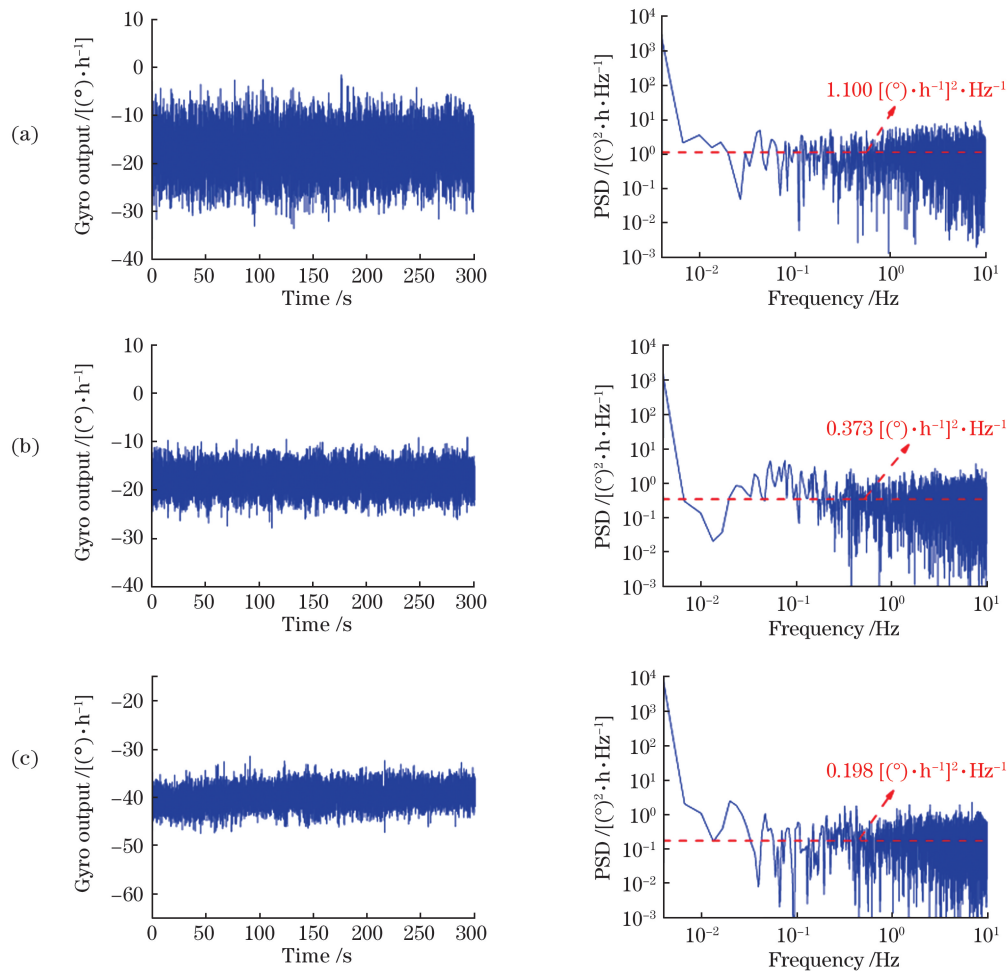 (a)
Gyro output /[(°)·h⁻¹]
10
0
−10
−20
−30
−40
0 50 100 150 200 250 300
Time /s
PSD /[(°)²·h·Hz⁻¹]
10⁴
10³
10²
10¹
10⁰
10⁻¹
10⁻²
10⁻³
1.100 [(°)·h⁻¹]²·Hz⁻¹
10⁻² 10⁻¹ 10⁰ 10¹
Frequency /Hz
(b)
Gyro output /[(°)·h⁻¹]
10
0
−10
−20
−30
−40
0 50 100 150 200 250 300
Time /s
PSD /[(°)²·h·Hz⁻¹]
10⁴
10³
10²
10¹
10⁰
10⁻¹
10⁻²
10⁻³
0.373 [(°)·h⁻¹]²·Hz⁻¹
10⁻² 10⁻¹ 10⁰ 10¹
Frequency /Hz
(c)
Gyro output /[(°)·h⁻¹]
−20
−30
−40
−50
−60
0 50 100 150 200 250 300
Time /s
PSD /[(°)²·h·Hz⁻¹]
10⁴
10³
10²
10¹
10⁰
10⁻¹
10⁻²
10⁻³
0.198 [(°)·h⁻¹]²·Hz⁻¹
10⁻² 10⁻¹ 10⁰ 10¹
Frequency /Hz